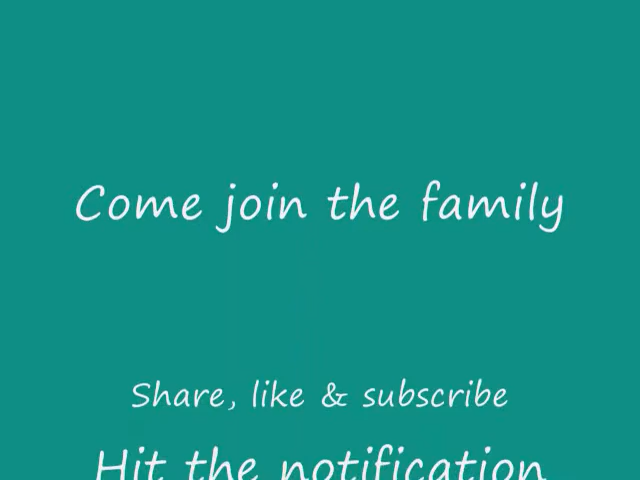 Come join the family
Share, like & subscribe
Hit the notification